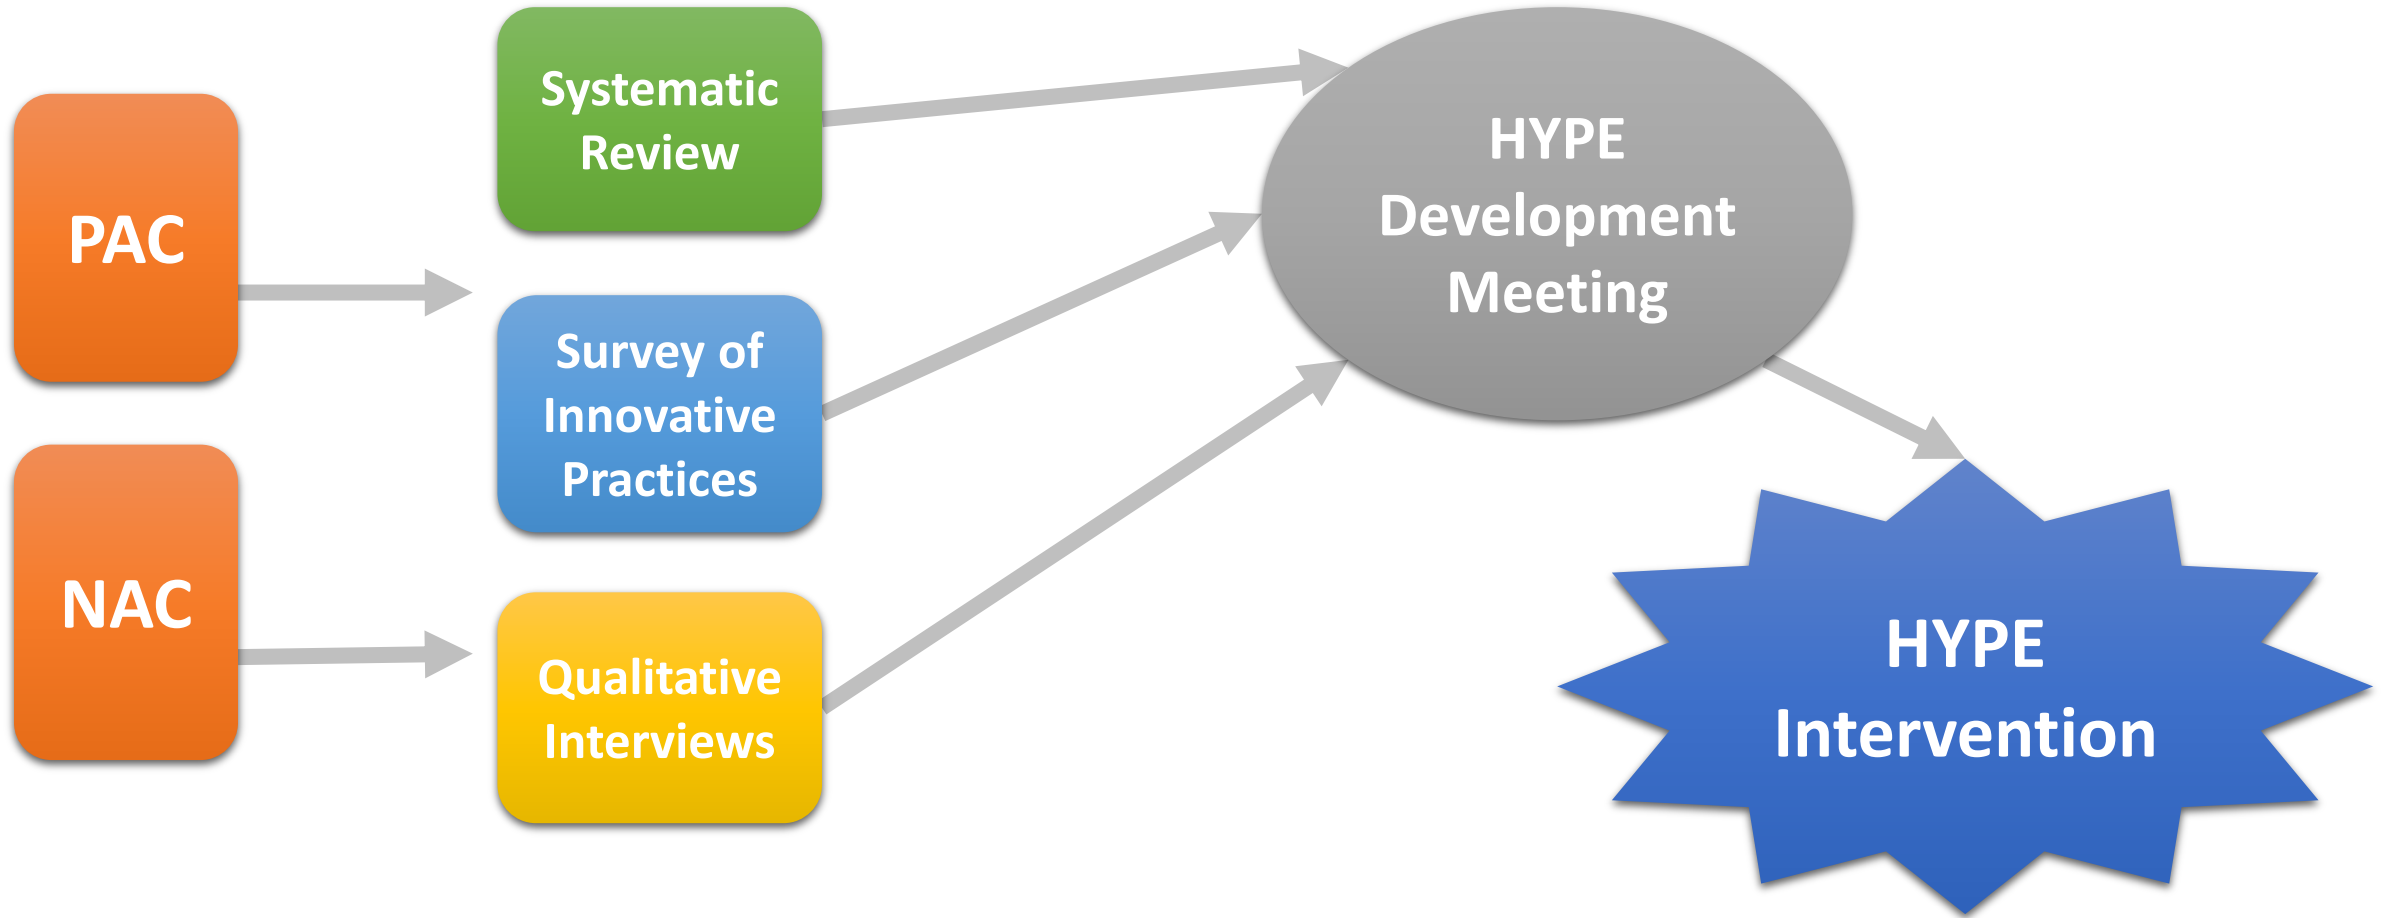 PAC
NAC
Systematic
Review
Survey of
Innovative
Practices
Qualitative
Interviews
HYPE
Development
Meeting
HYPE
Intervention